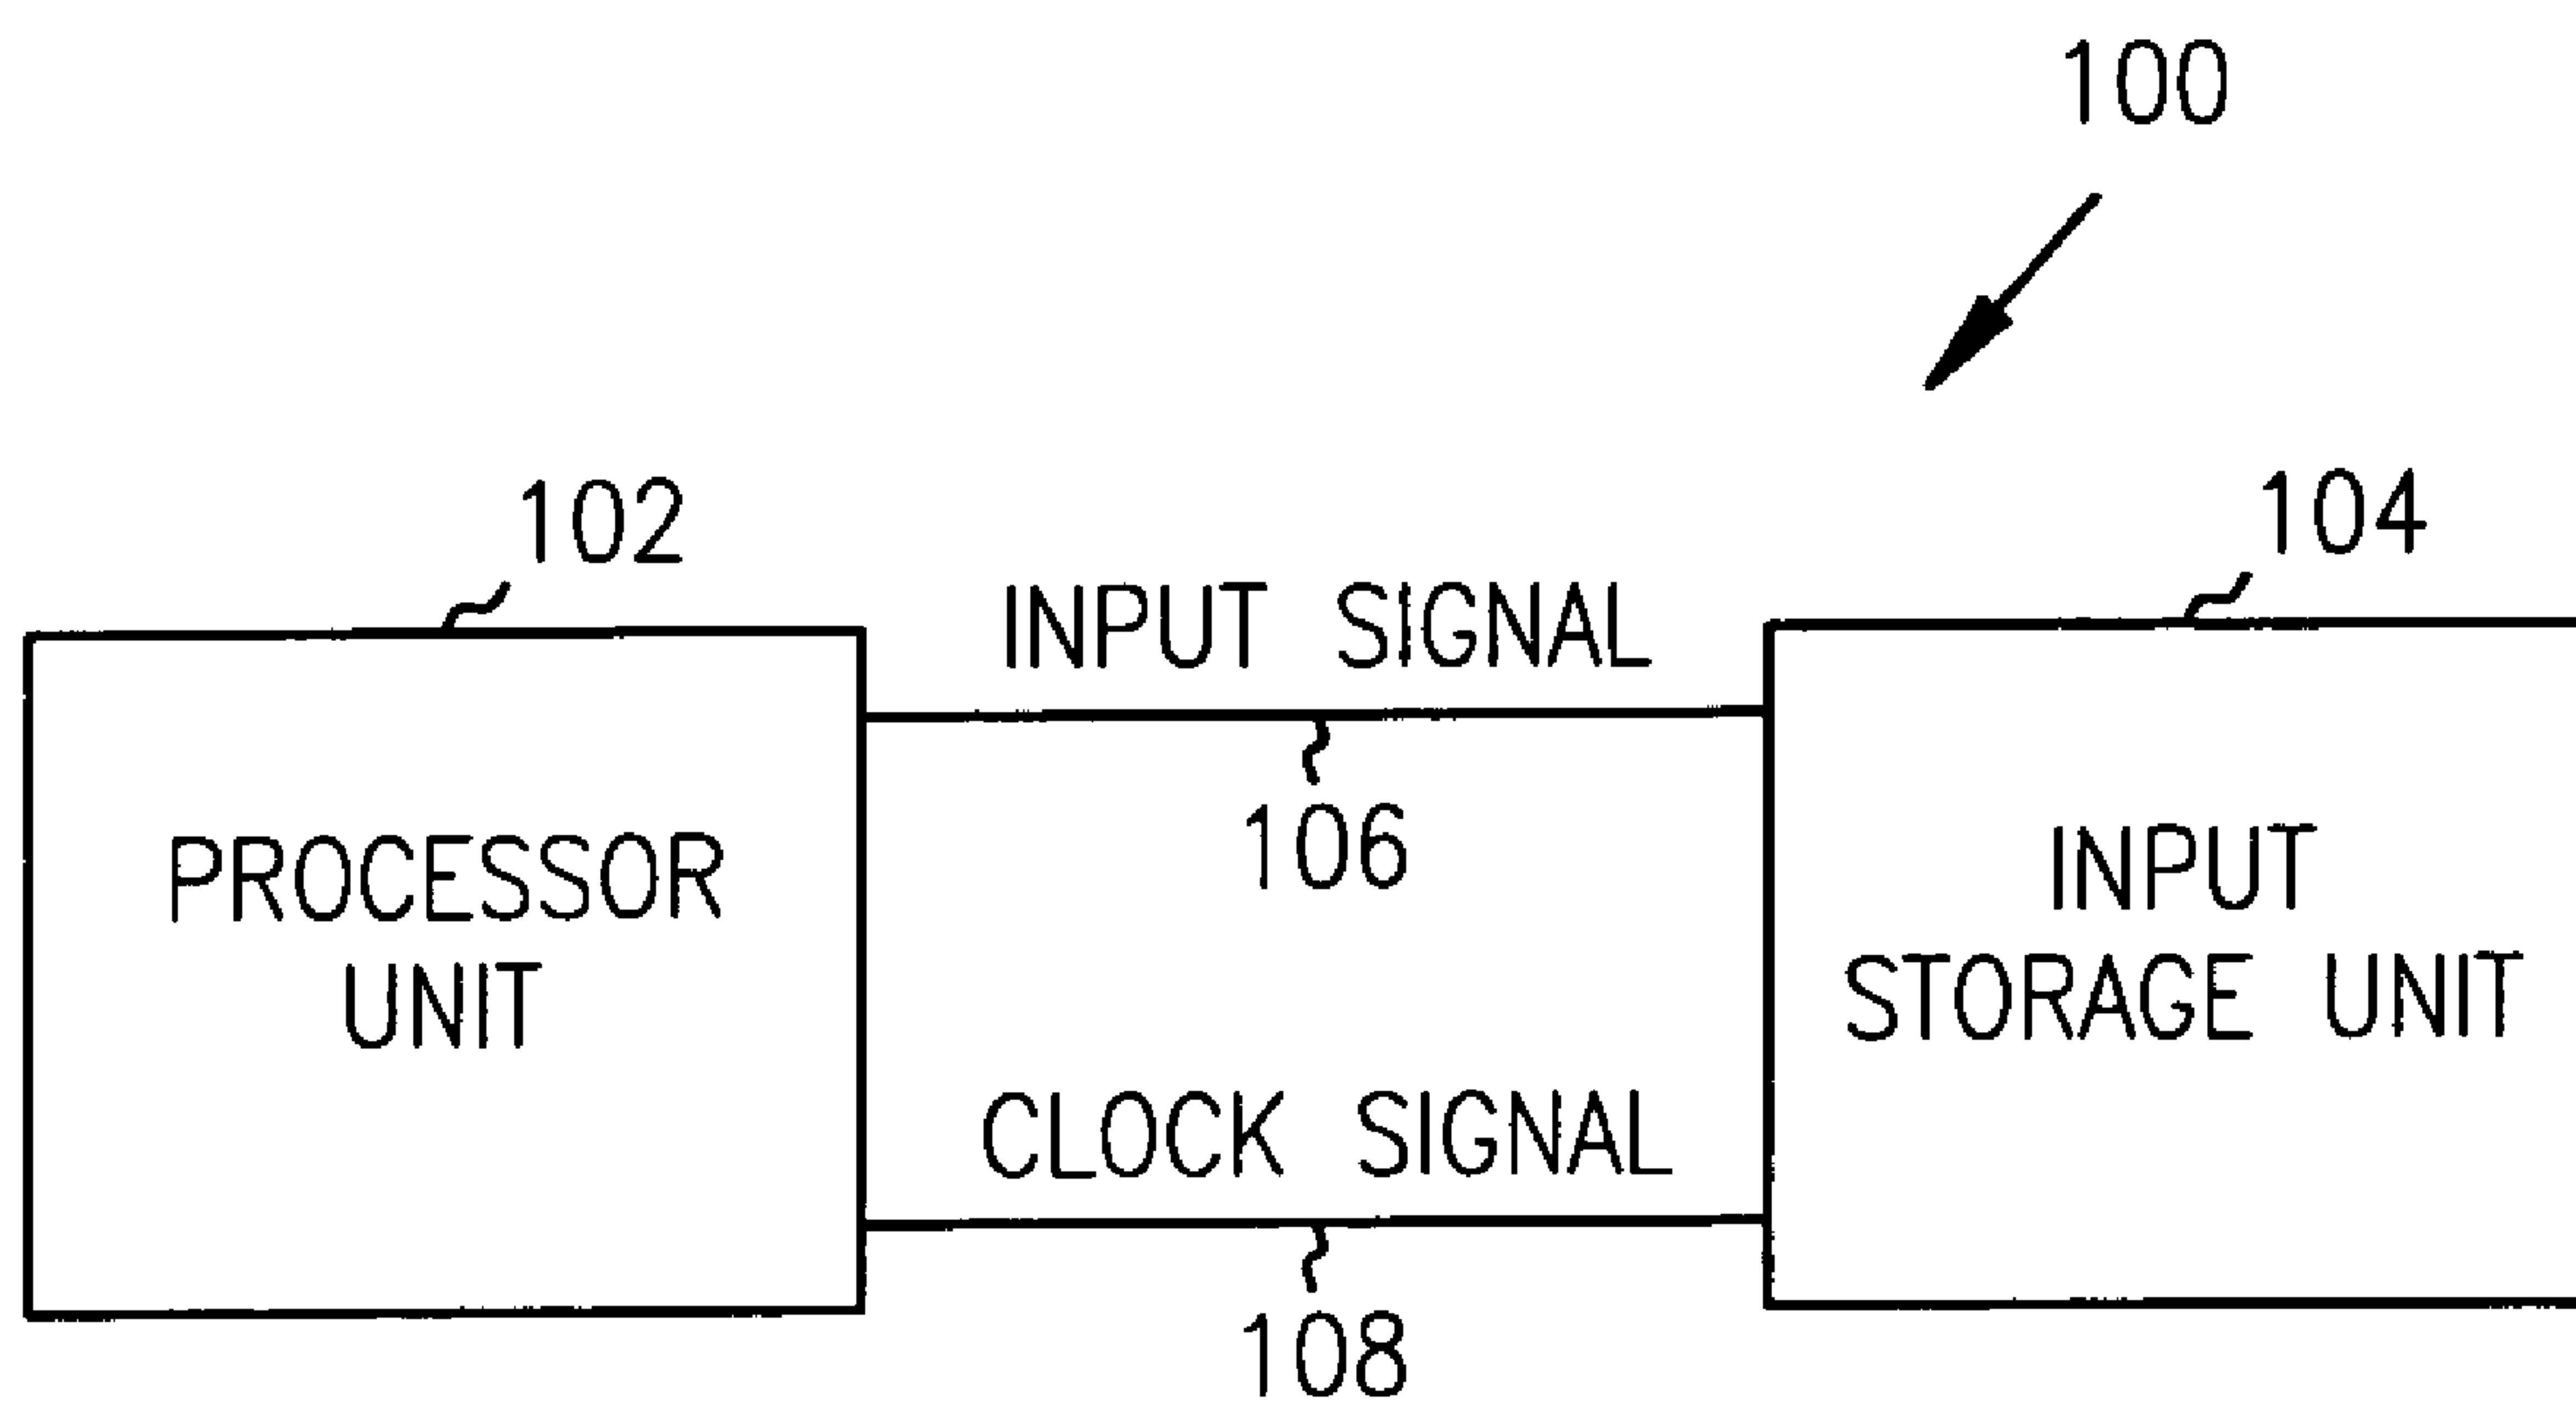 100
102
104
INPUT SIGNAL
106
PROCESSOR
UNIT
INPUT
STORAGE UNIT
CLOCK SIGNAL
108